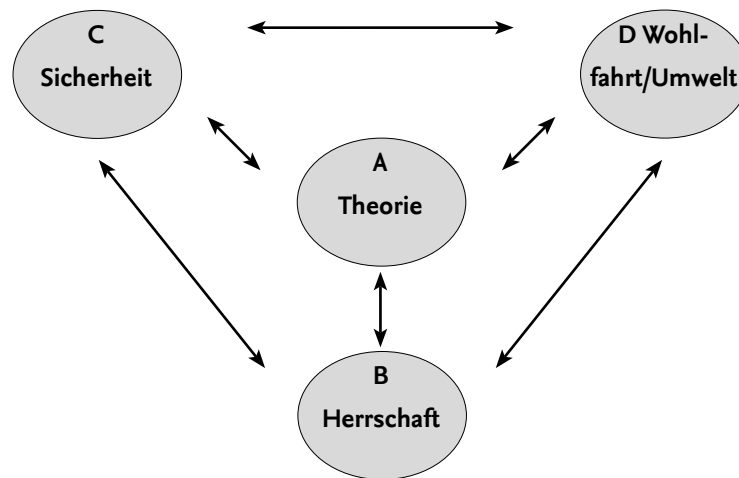 C
Sicherheit
D Wohl-
fahrt/Umwelt
A
Theorie
B
Herrschaft